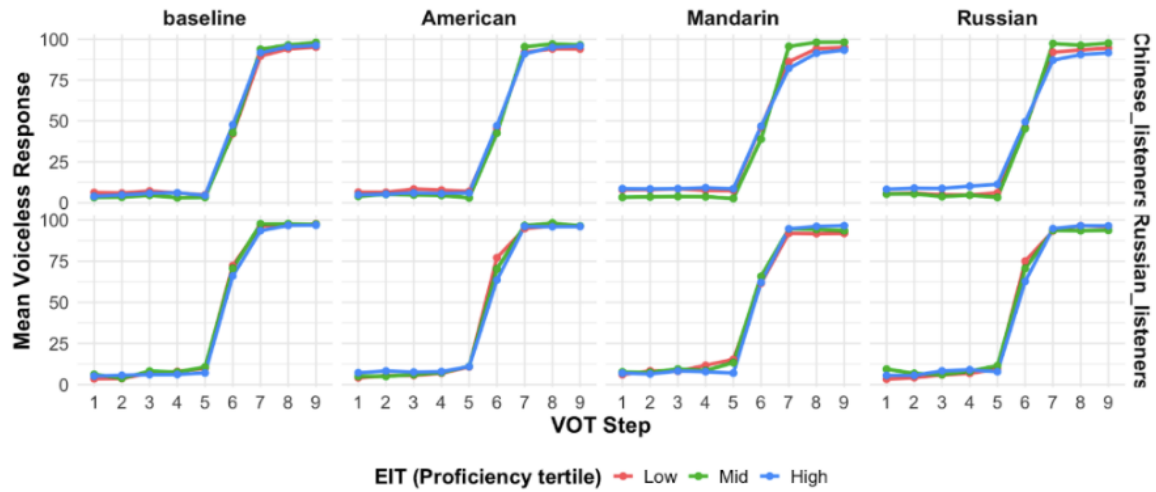 baseline American Mandarin Russian
100
75
50
25
0
Chinese_listeners
100
75
50
25
0
Russian_listeners
Mean Voiceless Response
1 2 3 4 5 6 7 8 9 1 2 3 4 5 6 7 8 9 1 2 3 4 5 6 7 8 9 1 2 3 4 5 6 7 8 9
VOT Step
EIT (Proficiency tertile) Low Mid High